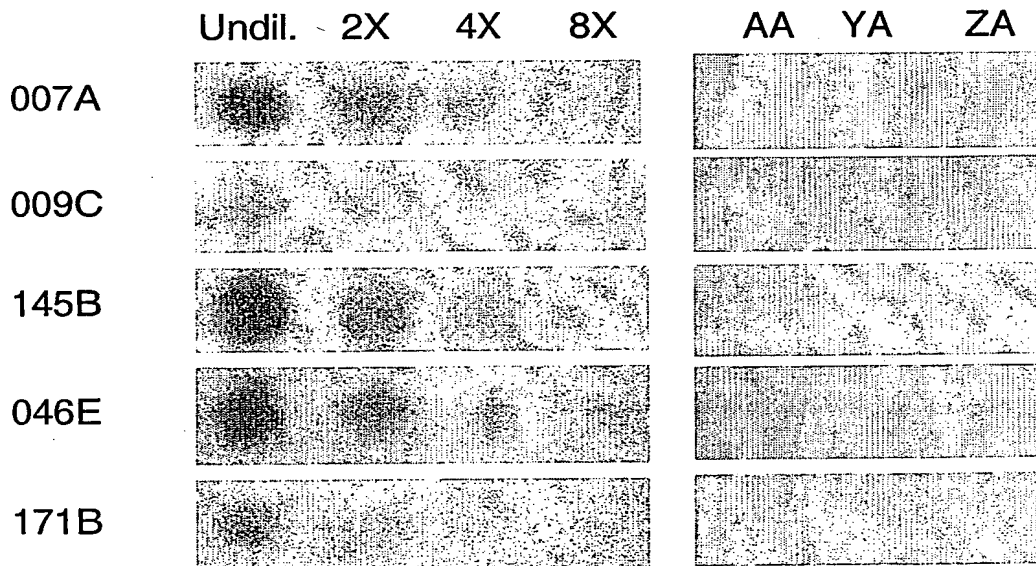 Undil. 2X 4X 8X AA YA ZA
007A
009C
145B
046E
171B